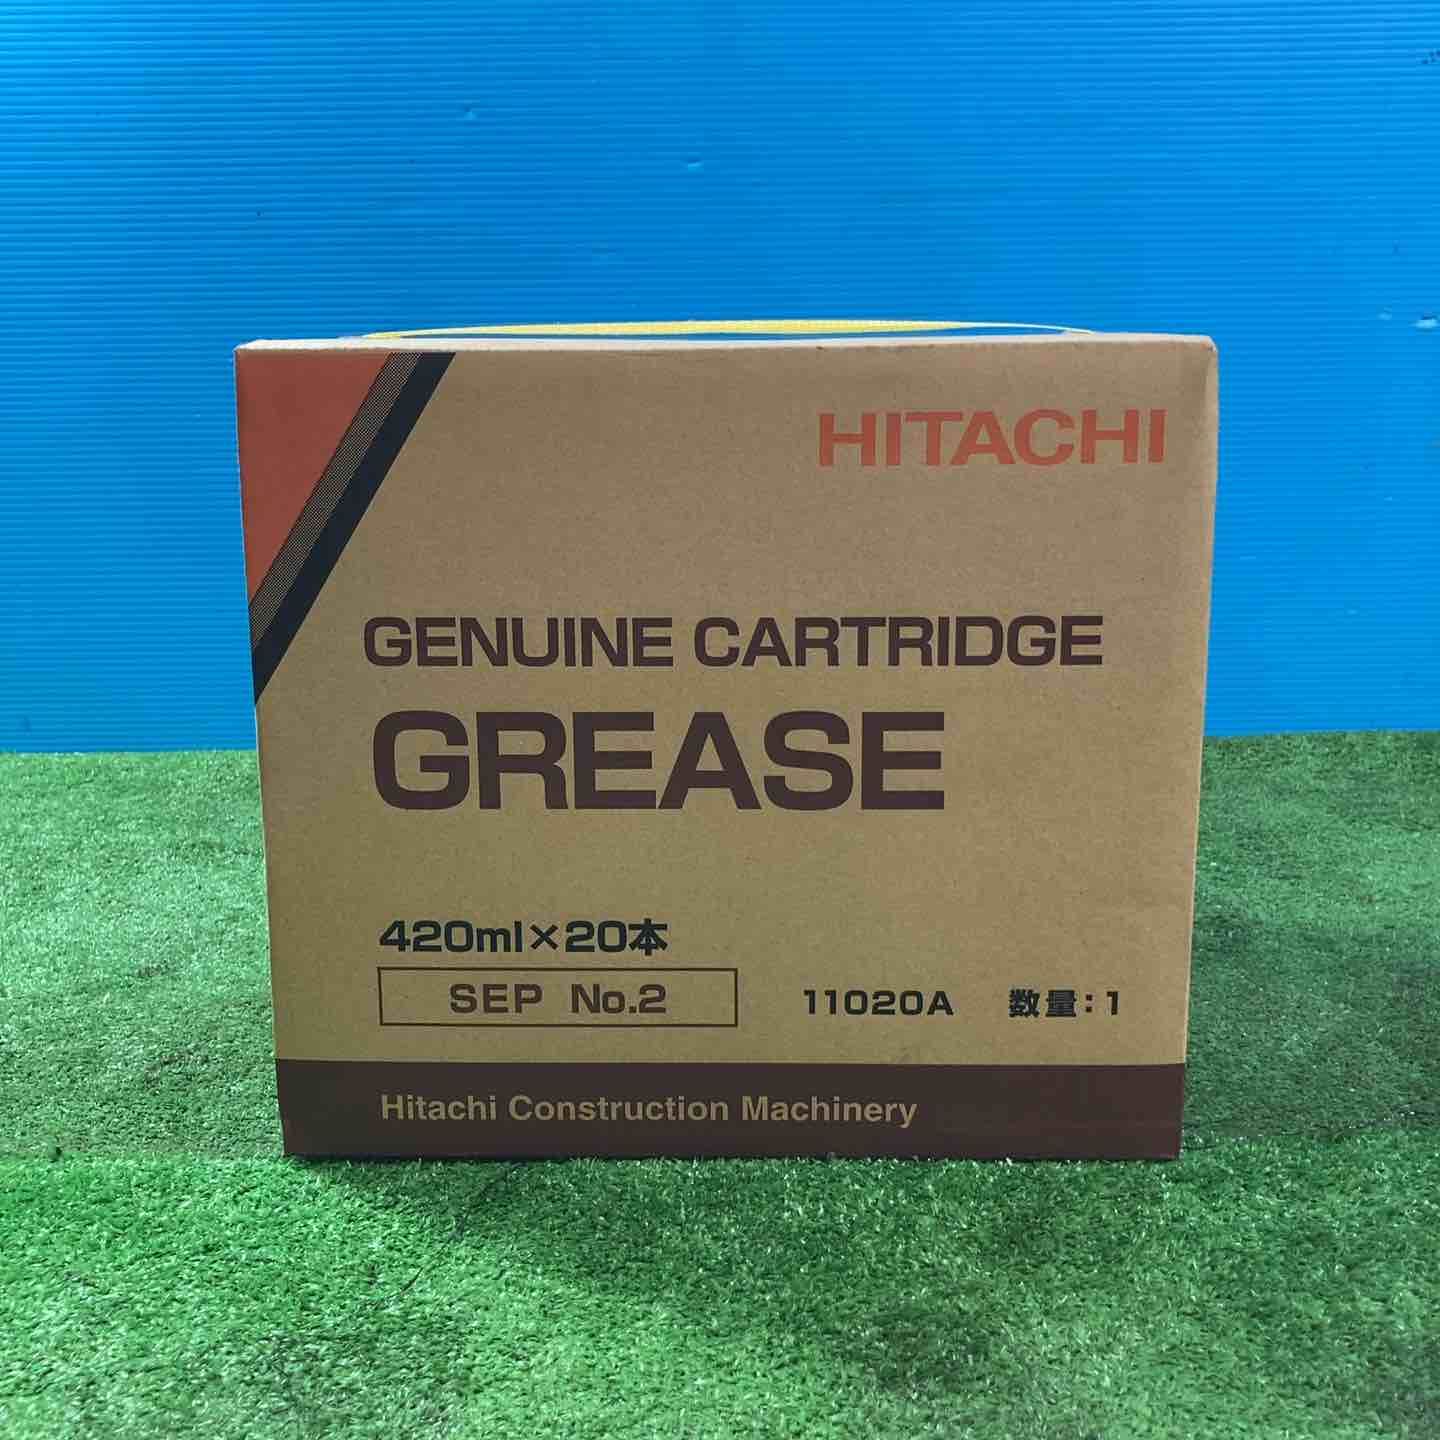 HITACHI
GENUINE CARTRIDGE
GREASE
420ml×20本
SEP No.2
11020A 数量:1
Hitachi Construction Machinery